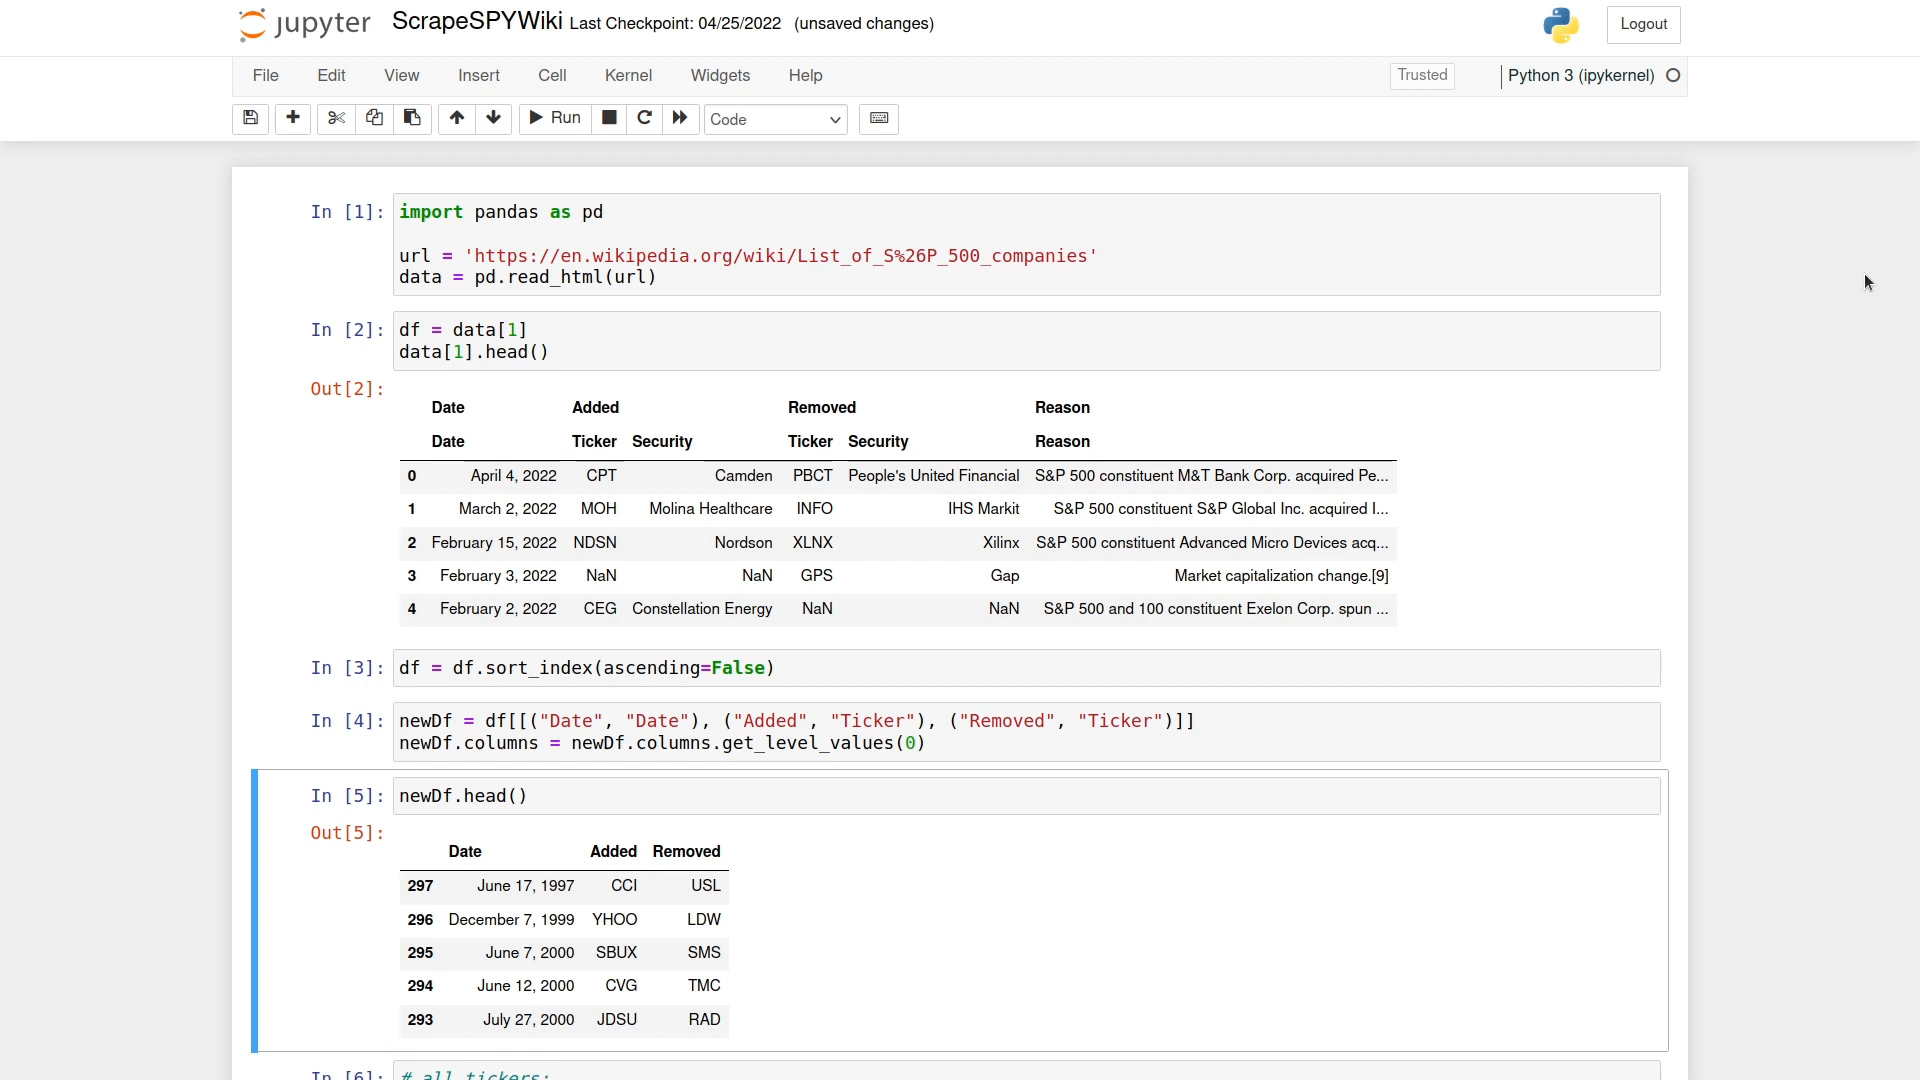 jupyter ScrapeSPYWiki Last Checkpoint: 04/25/2022 (unsaved changes) Logout
File Edit View Insert Cell Kernel Widgets Help Trusted Python 3 (ipykernel)
Run Code
In [1]: import pandas as pd
url = 'https://en.wikipedia.org/wiki/List_of_S%26P_500_companies'
data = pd.read_html(url)
In [2]: df = data[1]
data[1].head()
Out[2]:
Date Added Removed Reason
Date Ticker Security Ticker Security Reason
0 April 4, 2022 CPT Camden PBCT People's United Financial S&P 500 constituent M&T Bank Corp. acquired Pe...
1 March 2, 2022 MOH Molina Healthcare INFO IHS Markit S&P 500 constituent S&P Global Inc. acquired I...
2 February 15, 2022 NDSN Nordson XLNX Xilinx S&P 500 constituent Advanced Micro Devices acq...
3 February 3, 2022 NaN NaN GPS Gap Market capitalization change.[9]
4 February 2, 2022 CEG Constellation Energy NaN NaN S&P 500 and 100 constituent Exelon Corp. spun ...
In [3]: df = df.sort_index(ascending=False)
In [4]: newDf = df[[("Date", "Date"), ("Added", "Ticker"), ("Removed", "Ticker")]]
newDf.columns = newDf.columns.get_level_values(0)
In [5]: newDf.head()
Out[5]:
Date Added Removed
297 June 17, 1997 CCI USL
296 December 7, 1999 YHOO LDW
295 June 7, 2000 SBUX SMS
294 June 12, 2000 CVG TMC
293 July 27, 2000 JDSU RAD
In [6]: # all tickers: